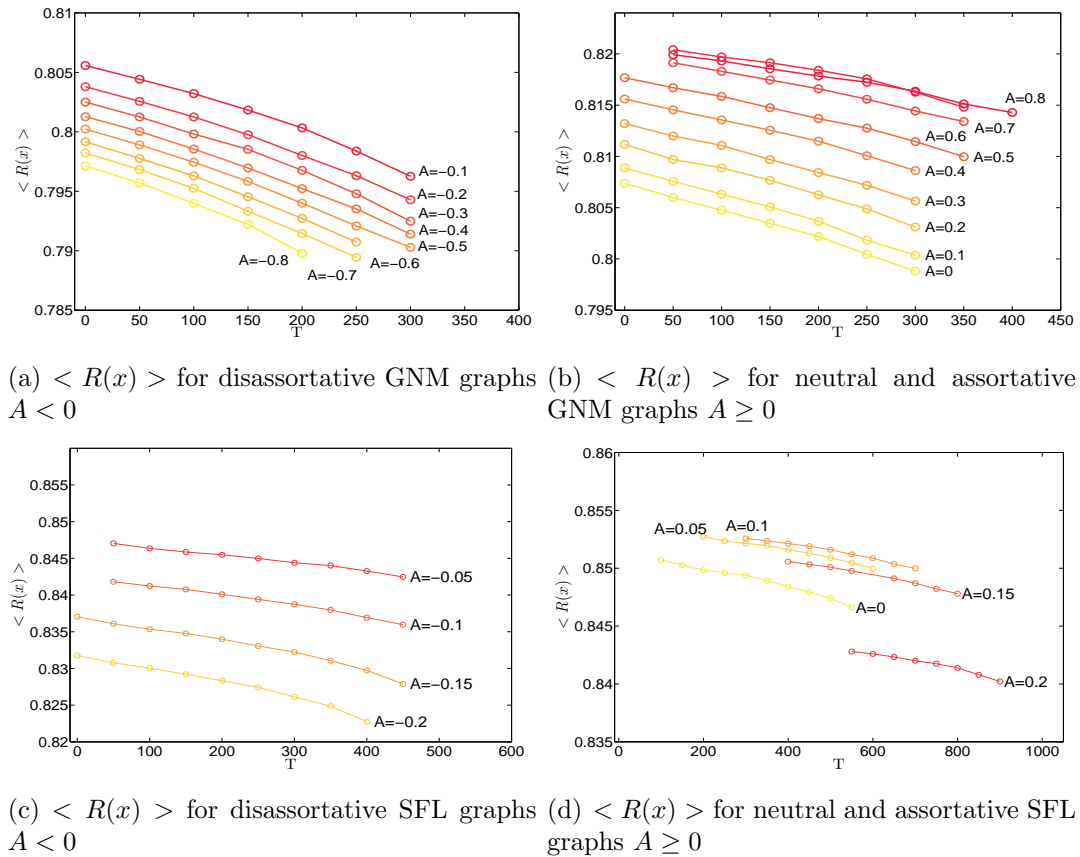 0.81
0.805
0.8
0.795
0.79
0.785
< R(x) >
0 50 100 150 200 250 300 350 400
T
A=−0.1
A=−0.2
A=−0.3
A=−0.4
A=−0.5
A=−0.6
A=−0.7
A=−0.8
0.82
0.815
0.81
0.805
0.8
0.795
< R(x) >
0 50 100 150 200 250 300 350 400 450
T
A=0.8
A=0.7
A=0.6
A=0.5
A=0.4
A=0.3
A=0.2
A=0.1
A=0
(a) < R(x) > for disassortative GNM graphs
A < 0
(b) < R(x) > for neutral and assortative
GNM graphs A ≥ 0
0.855
0.85
0.845
0.84
0.835
0.83
0.825
0.82
< R(x) >
0 100 200 300 400 500 600
T
A=−0.05
A=−0.1
A=−0.15
A=−0.2
0.86
0.855
0.85
0.845
0.84
0.835
< R(x) >
0 200 400 600 800 1000
T
A=0.05
A=0.1
A=0.15
A=0
A=0.2
(c) < R(x) > for disassortative SFL graphs
A < 0
(d) < R(x) > for neutral and assortative SFL
graphs A ≥ 0